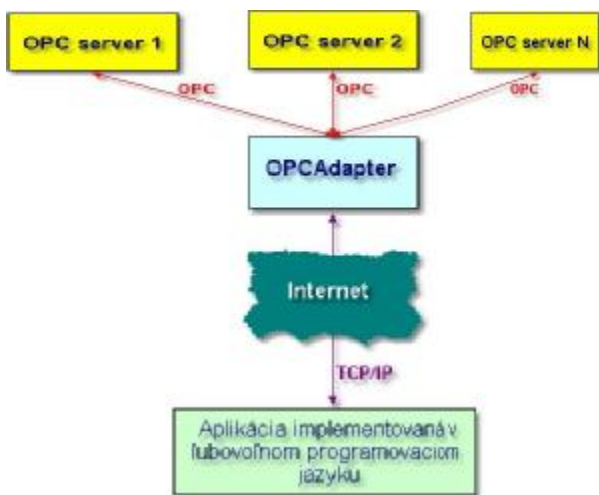 OPC server 1
OPC server 2
OPC server N
OPC
OPC
OPC
OPCAdapter
Internet
TCP/IP
Aplikácia implementovaná v
ľubovoľnom programovacom
jazyku